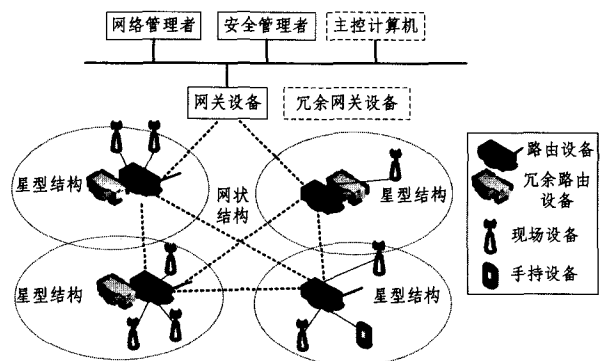 网络管理者
安全管理者
主控计算机
网关设备
冗余网关设备
星型结构
网状
结构
星型结构
星型结构
星型结构
路由设备
冗余路由
设备
现场设备
手持设备